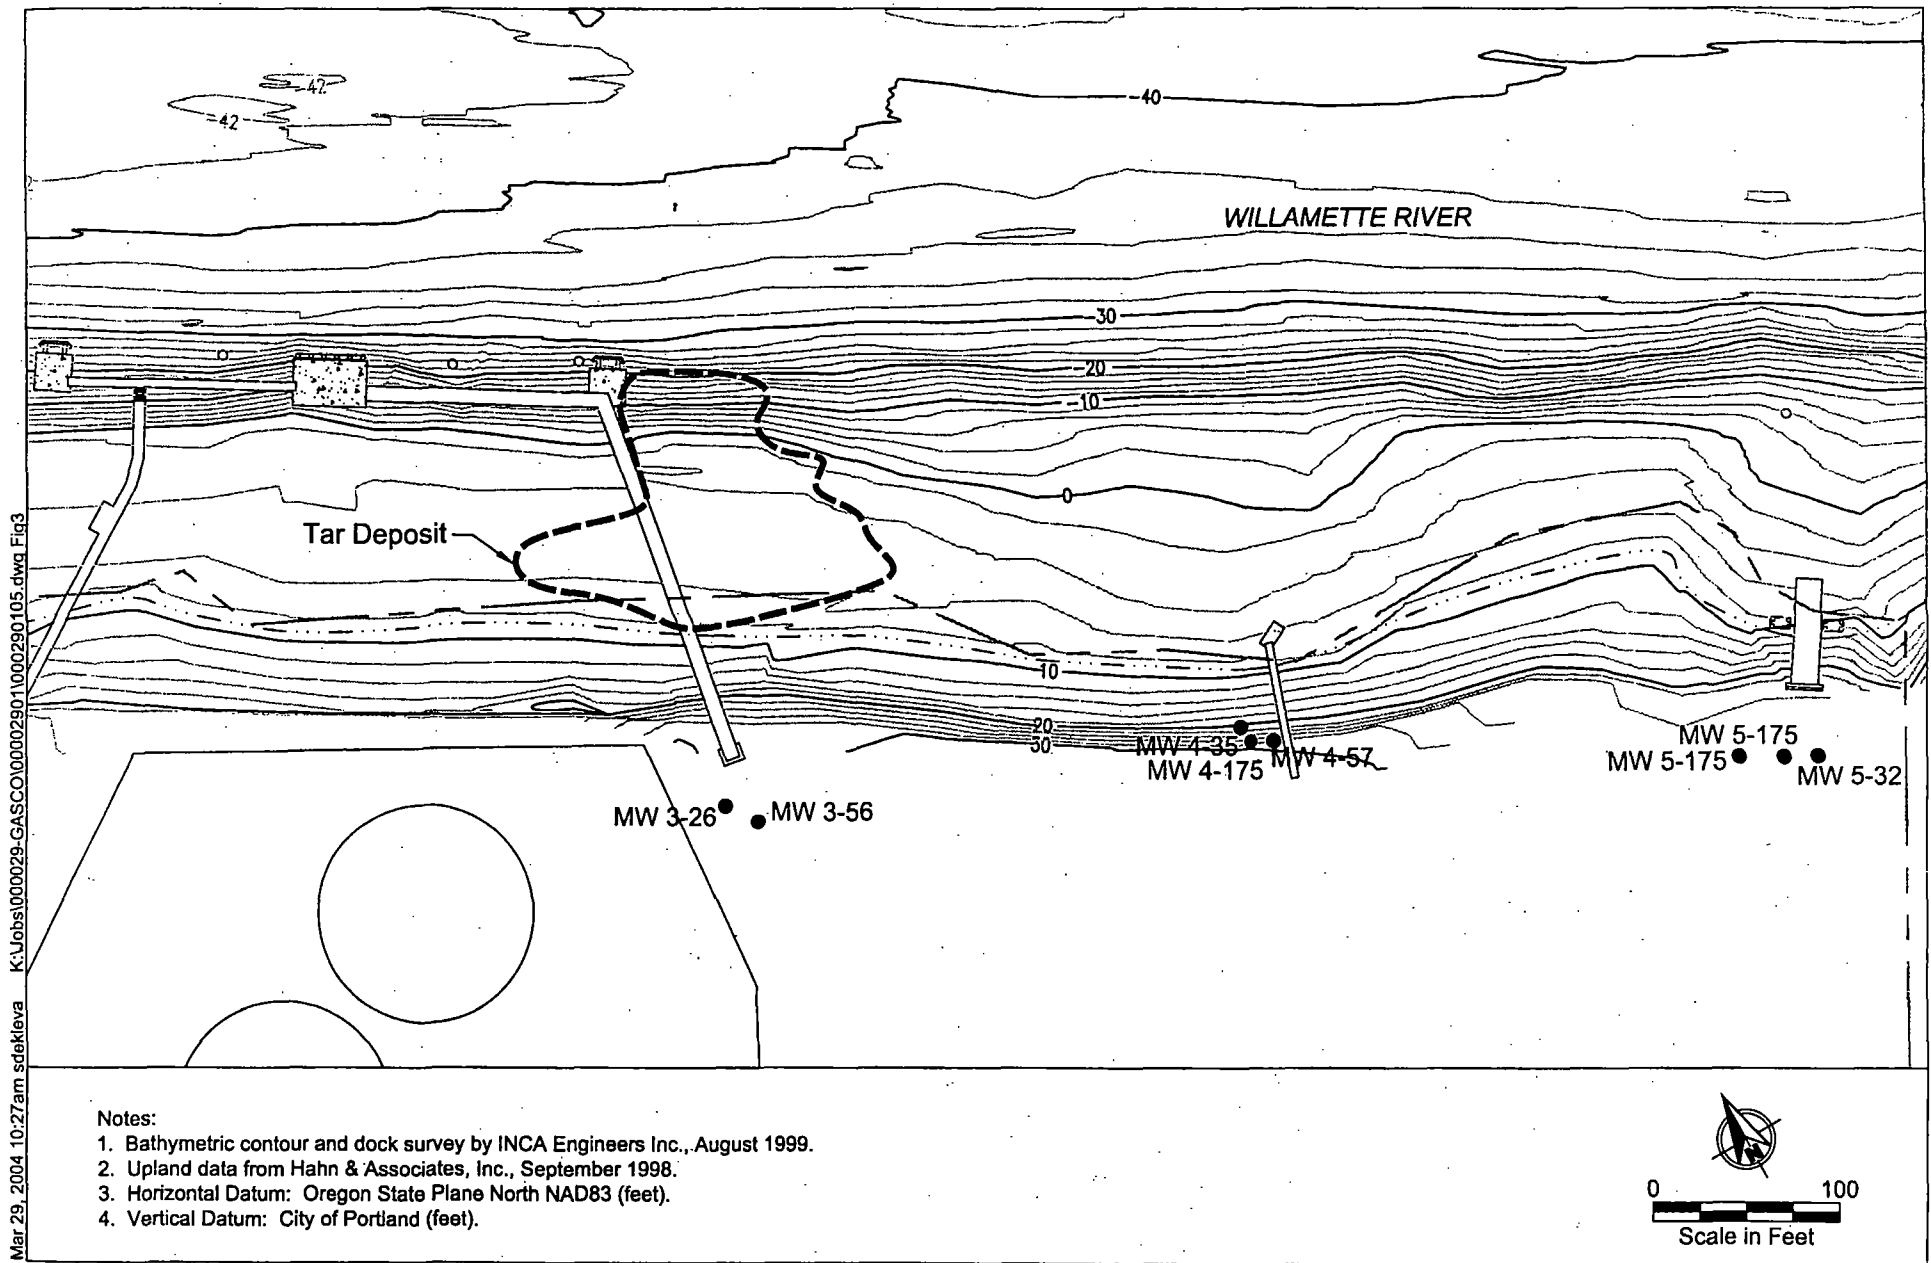 -42
-42
-40
WILLAMETTE RIVER
-30
-20
-10
0
Tar Deposit
10
20
30
MW 4-35
MW 4-57
MW 4-175
MW 5-175
MW 5-175
MW 5-32
MW 3-26
MW 3-56
Notes:
1. Bathymetric contour and dock survey by INCA Engineers Inc., August 1999.
2. Upland data from Hahn & Associates, Inc., September 1998.
3. Horizontal Datum: Oregon State Plane North NAD83 (feet).
4. Vertical Datum: City of Portland (feet).
N
0 100
Scale in Feet
Mar 29, 2004 10:27am sdekleva K:\Jobs\000029-GASCO\00002901\0002990105.dwg Fig3